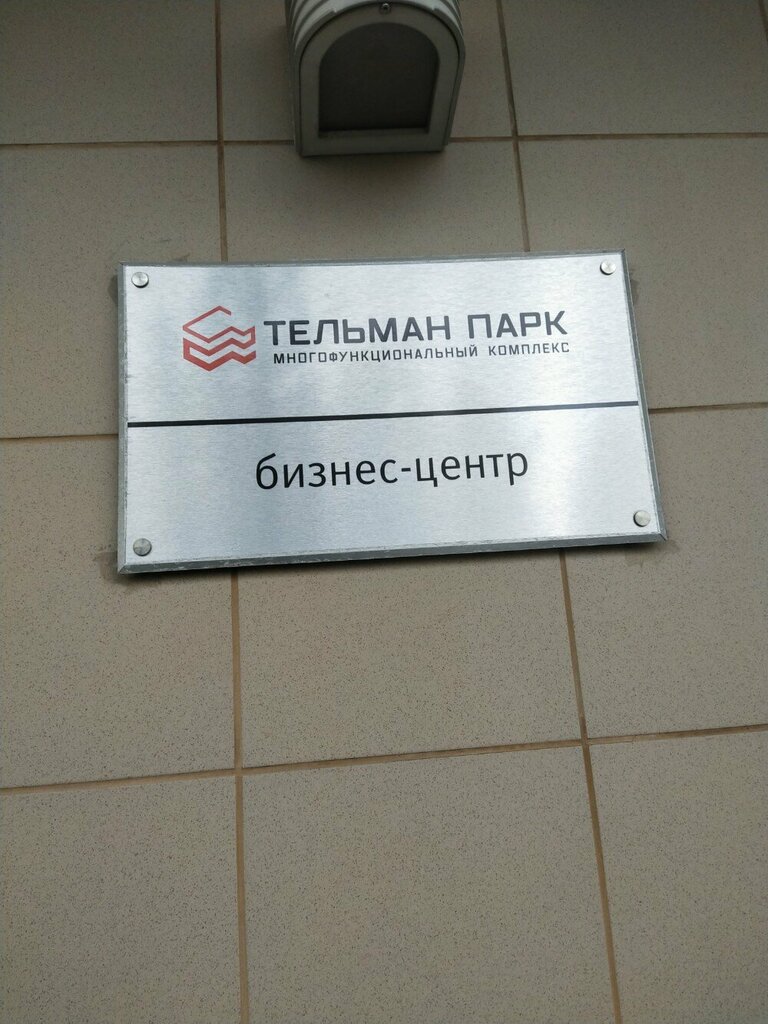 ТЕЛЬМАН ПАРК
МНОГОФУНКЦИОНАЛЬНЫЙ КОМПЛЕКС
бизнес-центр